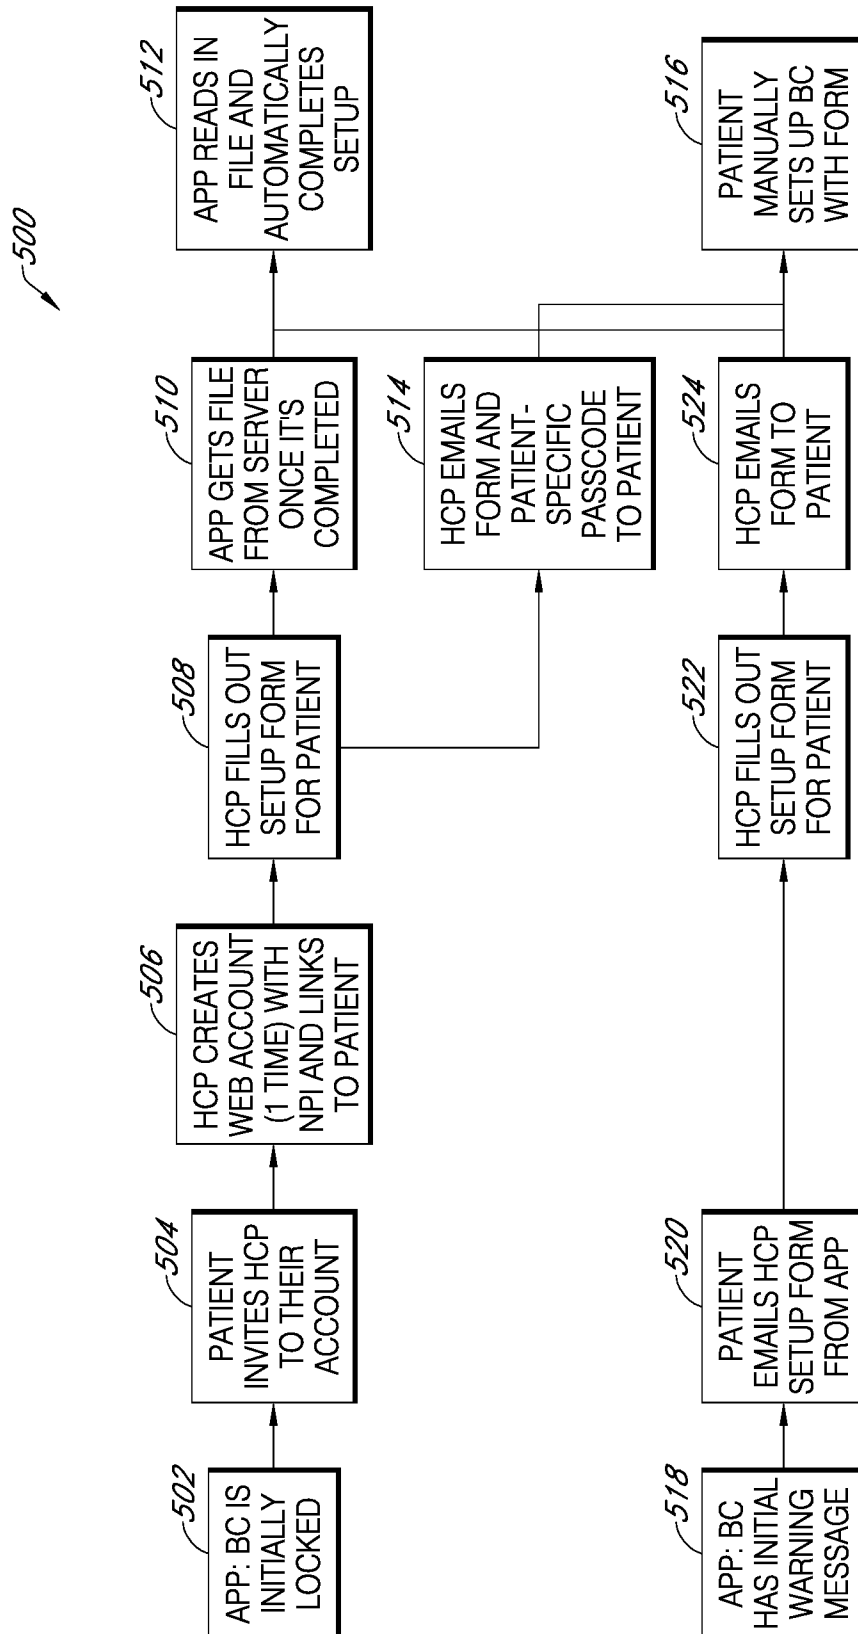 500
502
APP: BC IS
INITIALLY
LOCKED
504
PATIENT
INVITES HCP
TO THEIR
ACCOUNT
506
HCP CREATES
WEB ACCOUNT
(1 TIME) WITH
NPI AND LINKS
TO PATIENT
508
HCP FILLS OUT
SETUP FORM
FOR PATIENT
510
APP GETS FILE
FROM SERVER
ONCE IT'S
COMPLETED
512
APP READS IN
FILE AND
AUTOMATICALLY
COMPLETES
SETUP
514
HCP EMAILS
FORM AND
PATIENT-
SPECIFIC
PASSCODE
TO PATIENT
516
PATIENT
MANUALLY
SETS UP BC
WITH FORM
518
APP: BC
HAS INITIAL
WARNING
MESSAGE
520
PATIENT
EMAILS HCP
SETUP FORM
FROM APP
522
HCP FILLS OUT
SETUP FORM
FOR PATIENT
524
HCP EMAILS
FORM TO
PATIENT